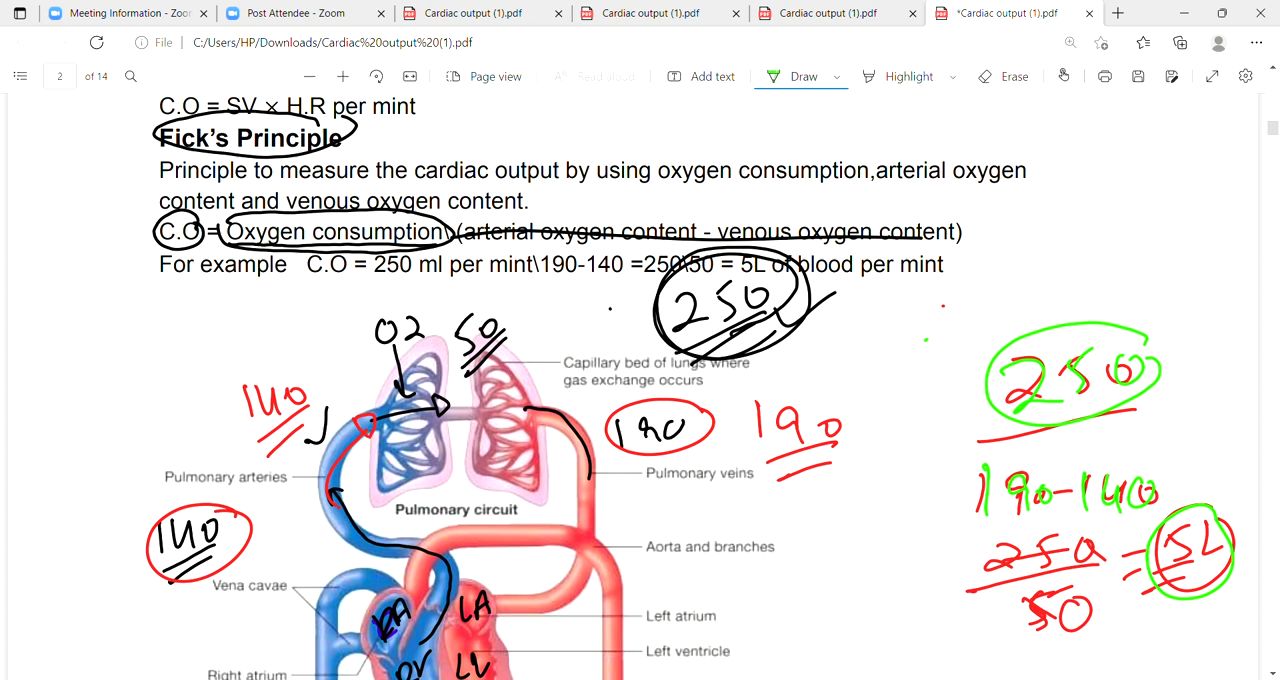 Meeting Information - Zoom
Post Attendee - Zoom
Cardiac output (1).pdf
Cardiac output (1).pdf
Cardiac output (1).pdf
*Cardiac output (1).pdf
File
C:/Users/HP/Downloads/Cardiac%20output%20(1).pdf
2 of 14
Page view
Read aloud
Add text
Draw
Highlight
Erase
C.O = SV × H.R per mint
Fick's Principle
Principle to measure the cardiac output by using oxygen consumption,arterial oxygen
content and venous oxygen content.
C.O = Oxygen consumption\(arterial oxygen content - venous oxygen content)
For example C.O = 250 ml per mint\190-140 =250\50 = 5L of blood per mint
250
O2
50
Capillary bed of lungs where
gas exchange occurs
250
140
190
190
Pulmonary arteries
Pulmonary veins
190-140
Pulmonary circuit
140
250 = 5L
50
Aorta and branches
Vena cavae
RA
LA
Left atrium
Left ventricle
LV
Right atrium